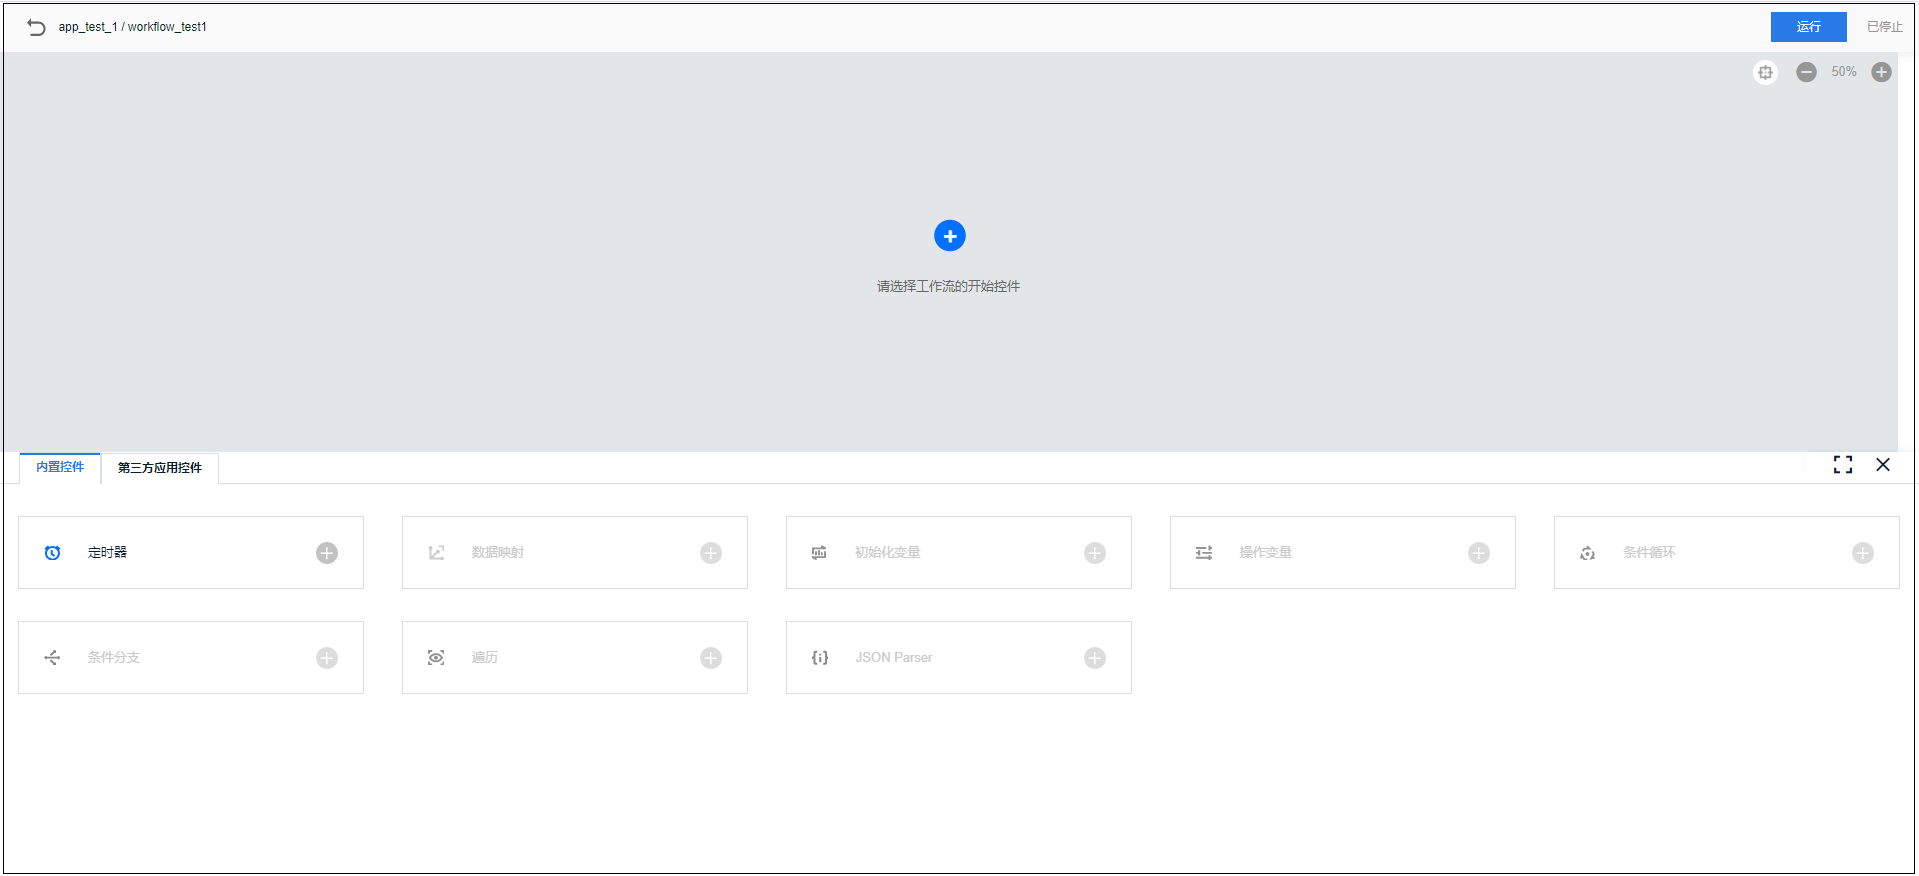 app_test_1 / workflow_test1
运行
已停止
50%
请选择工作流的开始控件
内置控件
第三方应用控件
定时器
数据映射
初始化变量
操作变量
条件循环
条件分支
遍历
JSON Parser